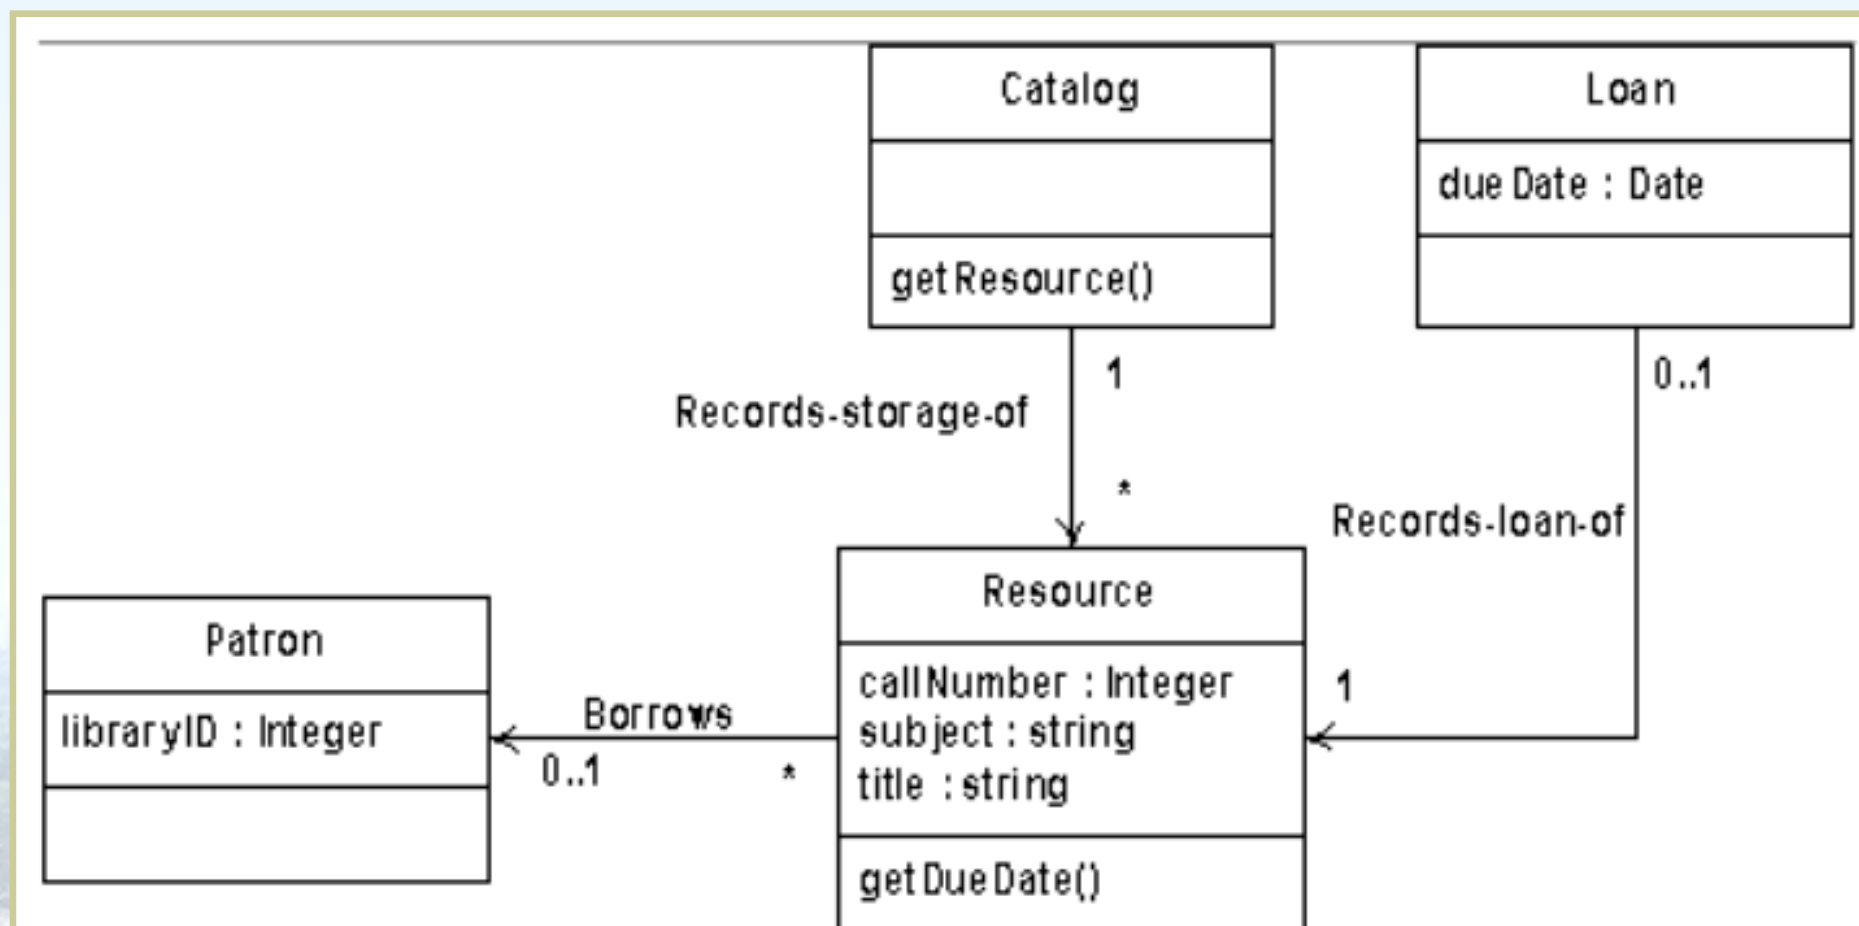 Catalog
getResource()
Loan
dueDate : Date
1
Records-storage-of
*
0..1
Records-loan-of
1
Patron
libraryID : Integer
Borrows
0..1
*
Resource
callNumber : Integer
subject : string
title : string
getDueDate()